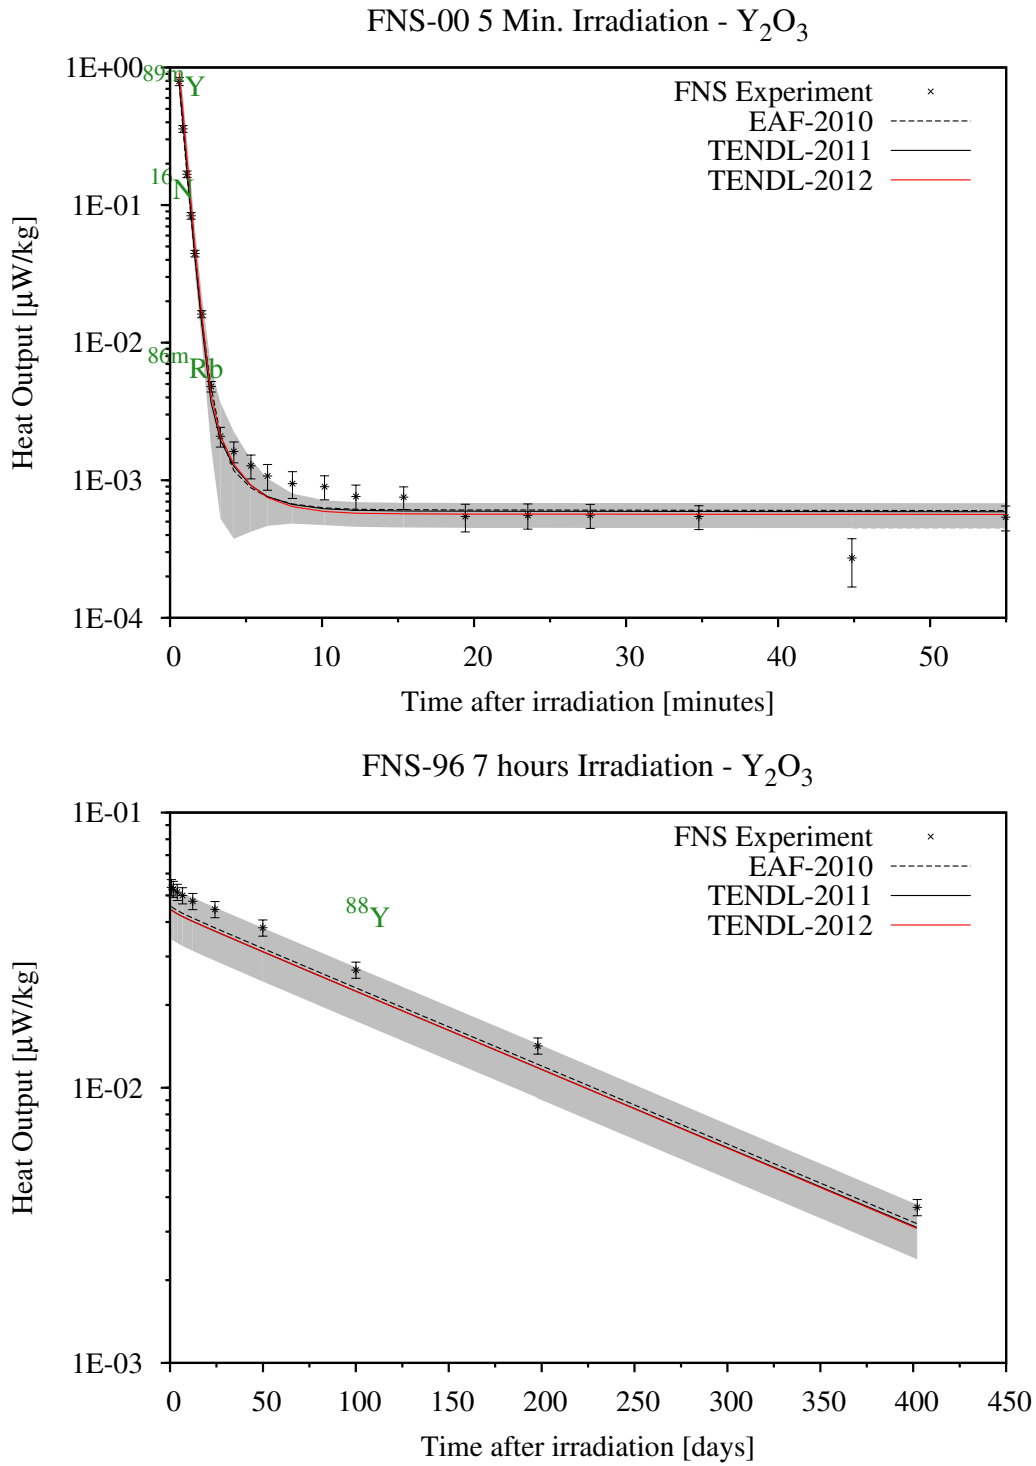 FNS-00 5 Min. Irradiation - Y₂O₃
1E+00
1E-01
1E-02
1E-03
1E-04
Heat Output [µW/kg]
⁸⁹ᵐY
¹⁶N
⁸⁶ᵐRb
FNS Experiment
EAF-2010
TENDL-2011
TENDL-2012
0 10 20 30 40 50
Time after irradiation [minutes]
FNS-96 7 hours Irradiation - Y₂O₃
1E-01
1E-02
1E-03
Heat Output [µW/kg]
⁸⁸Y
FNS Experiment
EAF-2010
TENDL-2011
TENDL-2012
0 50 100 150 200 250 300 350 400 450
Time after irradiation [days]